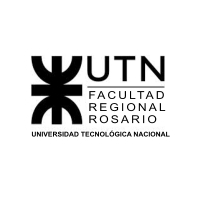 UTN
FACULTAD
REGIONAL
ROSARIO
UNIVERSIDAD TECNOLÓGICA NACIONAL